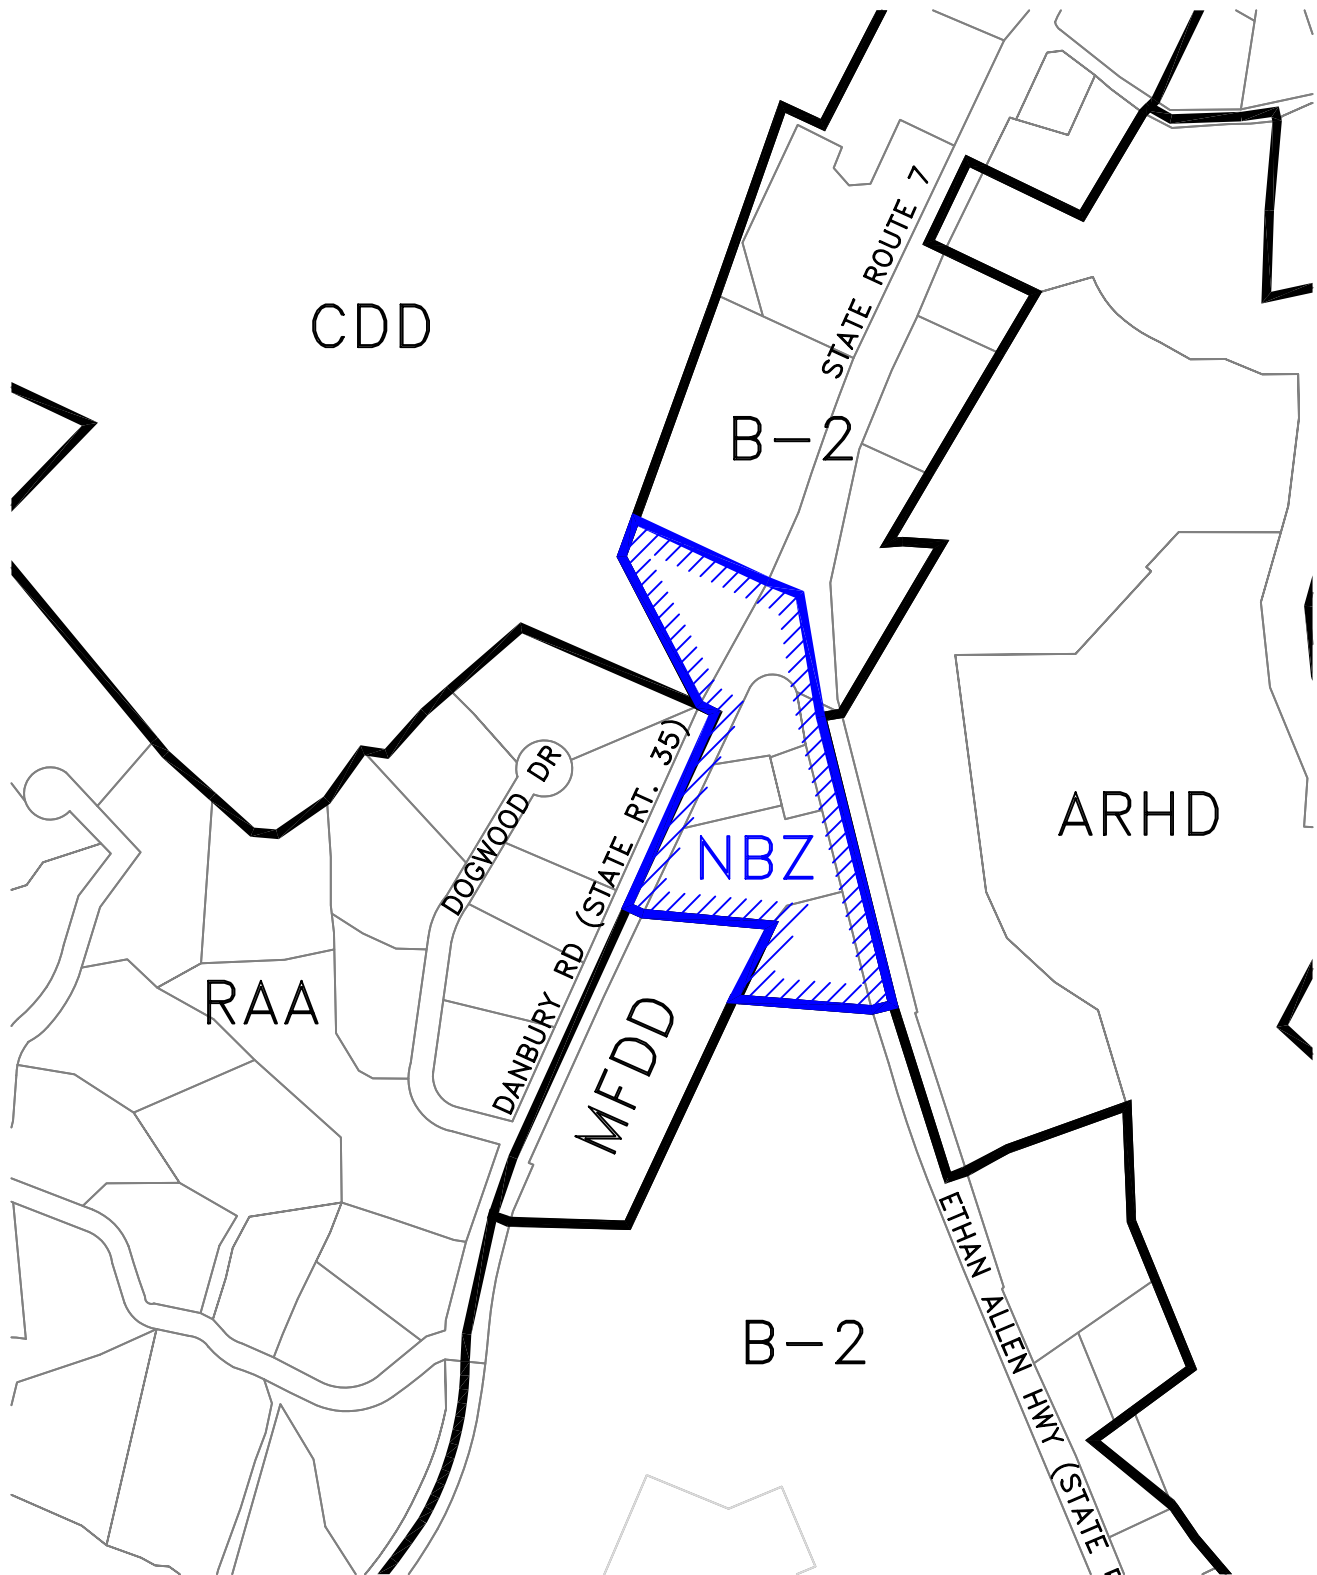 STATE ROUTE 7
CDD
B-2
DOGWOOD DR
DANBURY RD (STATE RT. 35)
ARHD
NBZ
RAA
MFDD
ETHAN ALLEN HWY (STATE
B-2